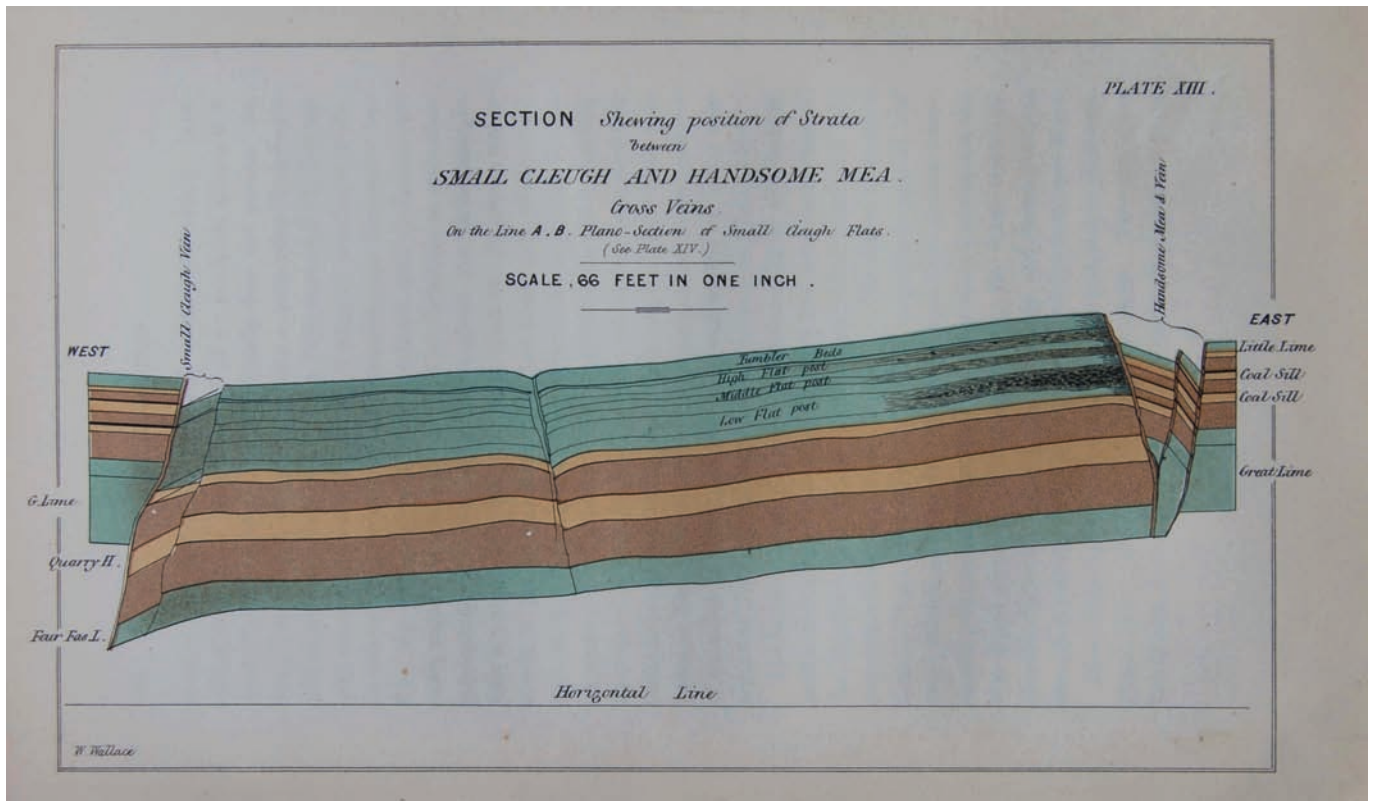 PLATE XIII.
SECTION Shewing position of Strata
between
SMALL CLEUGH AND HANDSOME MEA.
Cross Veins.
On the Line A.B. Plane-Section of Small Cleugh Flats.
(See Plate XIV.)
SCALE, 66 FEET IN ONE INCH.
Small Cleugh Vein
Handsome Mea & Vein
WEST
EAST
Tumbler Beds
High Flat post
Middle Flat post
Low Flat post
Little Lime
Coal Sill
Coal Sill
Great Lime
G. Lime
Quarry H.
Four Fae L.
Horizontal Line
W. Wallace